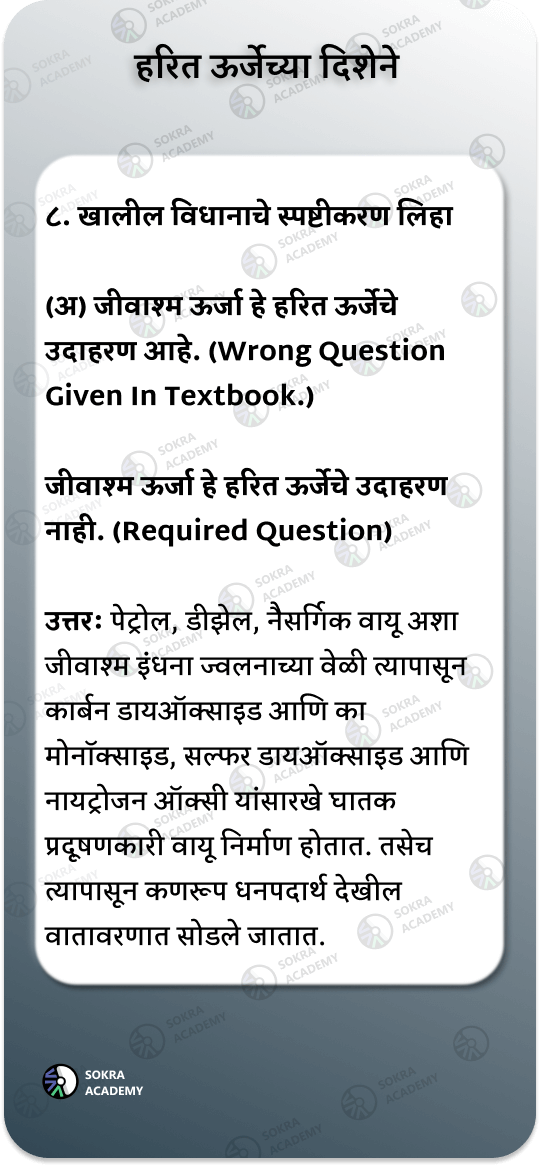 हरित ऊर्जेच्या दिशेने
८. खालील विधानाचे स्पष्टीकरण लिहा
(अ) जीवाश्म ऊर्जा हे हरित ऊर्जेचे
उदाहरण आहे. (Wrong Question
Given In Textbook.)
जीवाश्म ऊर्जा हे हरित ऊर्जेचे उदाहरण
नाही. (Required Question)
उत्तर: पेट्रोल, डीझेल, नैसर्गिक वायू अशा
जीवाश्म इंधना ज्वलनाच्या वेळी त्यापासून
कार्बन डायऑक्साइड आणि का
मोनॉक्साइड, सल्फर डायऑक्साइड आणि
नायट्रोजन ऑक्सी यांसारखे घातक
प्रदूषणकारी वायू निर्माण होतात. तसेच
त्यापासून कणरूप धनपदार्थ देखील
वातावरणात सोडले जातात.
SOKRA
ACADEMY